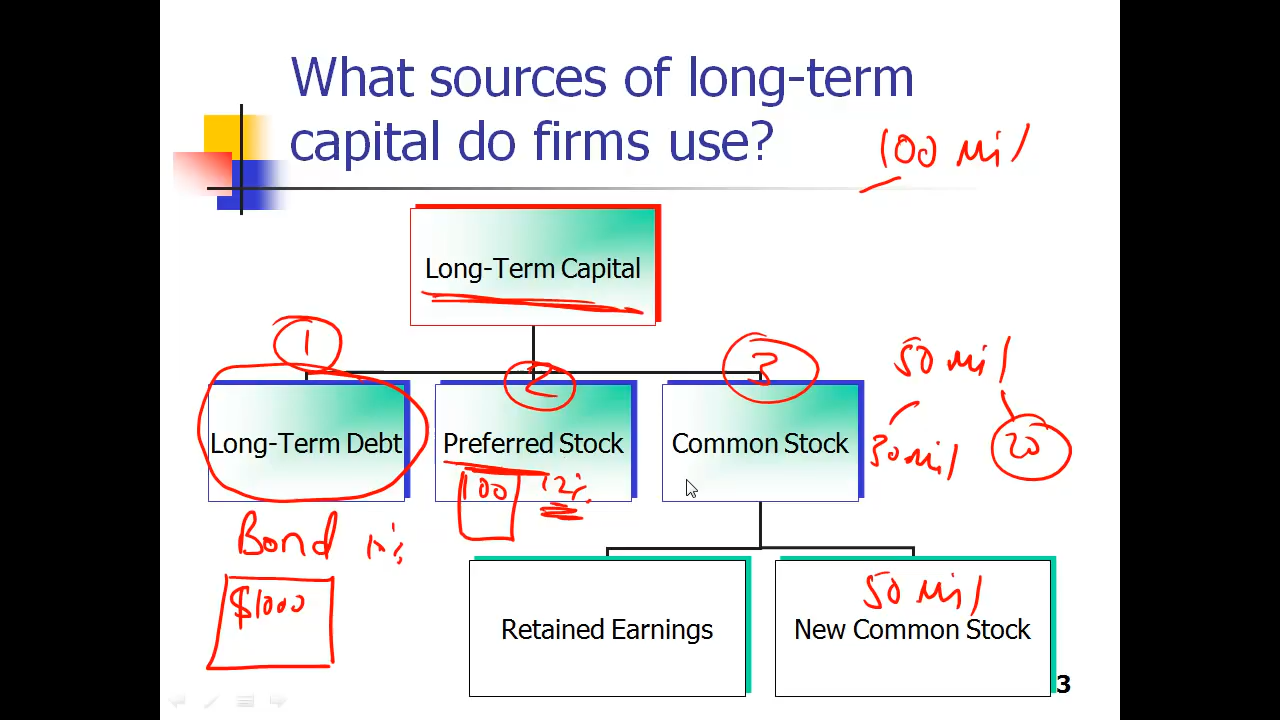 What sources of long-term
capital do firms use?
100 mil
Long-Term Capital
1
2
3
50 mil
Long-Term Debt
Preferred Stock
Common Stock
30 mil
20
100
12%
Bond
$1000
50 mil
Retained Earnings
New Common Stock
3